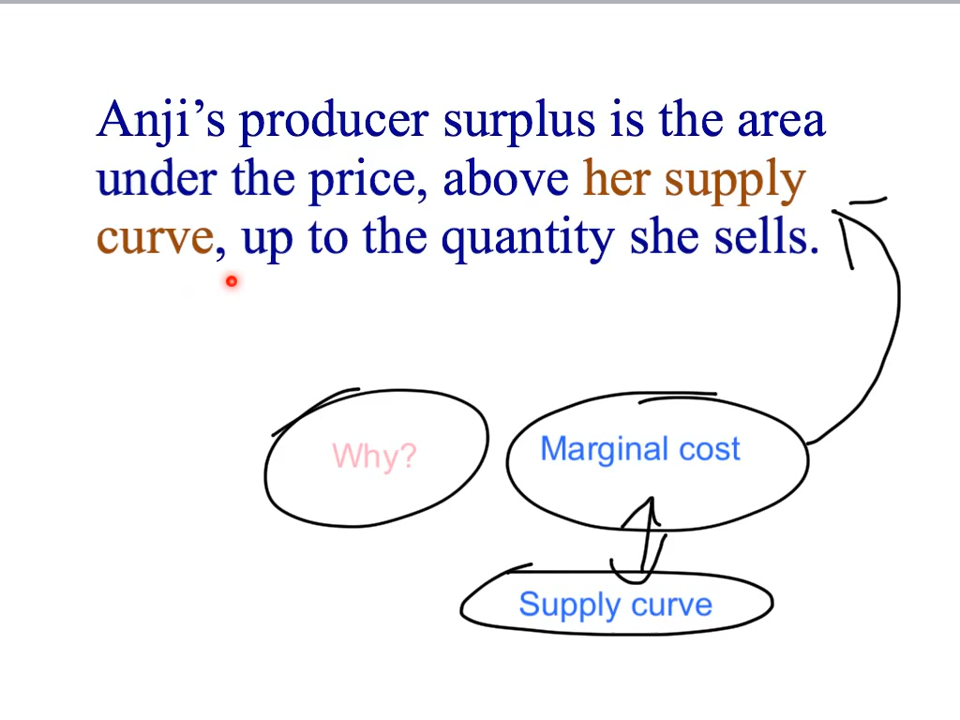 Anji’s producer surplus is the area
under the price, above her supply
curve, up to the quantity she sells.
Why?
Marginal cost
Supply curve